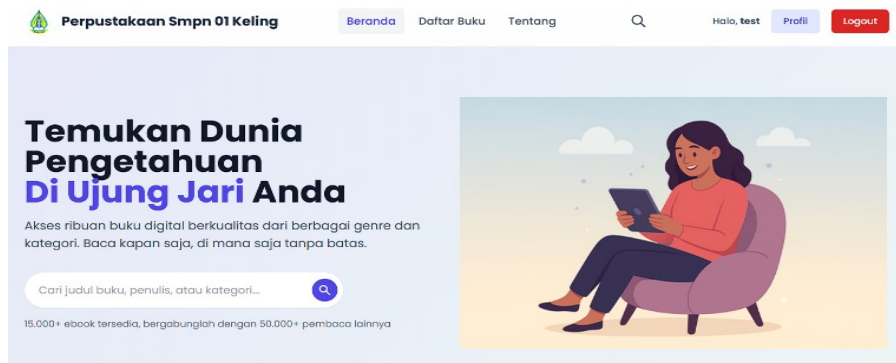 Perpustakaan Smpn 01 Keling
Beranda
Daftar Buku
Tentang
Halo, test
Profil
Logout
Temukan Dunia
Pengetahuan
Di Ujung Jari Anda
Akses ribuan buku digital berkualitas dari berbagai genre dan
kategori. Baca kapan saja, di mana saja tanpa batas.
Cari judul buku, penulis, atau kategori...
15.000+ ebook tersedia, bergabunglah dengan 50.000+ pembaca lainnya